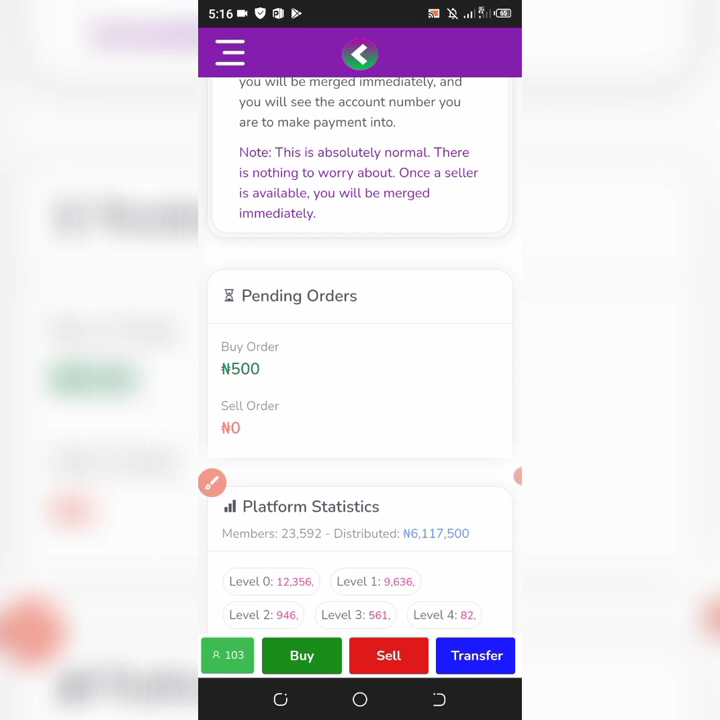 5:16
65
you will be merged immediately, and
you will see the account number you
are to make payment into.
Note: This is absolutely normal. There
is nothing to worry about. Once a seller
is available, you will be merged
immediately.
Pending Orders
Buy Order
₦500
Sell Order
₦0
Platform Statistics
Members: 23,592 - Distributed: ₦6,117,500
Level 0: 12,356, Level 1: 9,636,
Level 2: 946, Level 3: 561, Level 4: 82,
103 Buy Sell Transfer